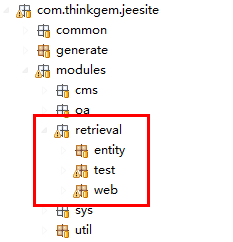 com.thinkgem.jeesite
common
generate
modules
cms
oa
retrieval
entity
test
web
sys
util